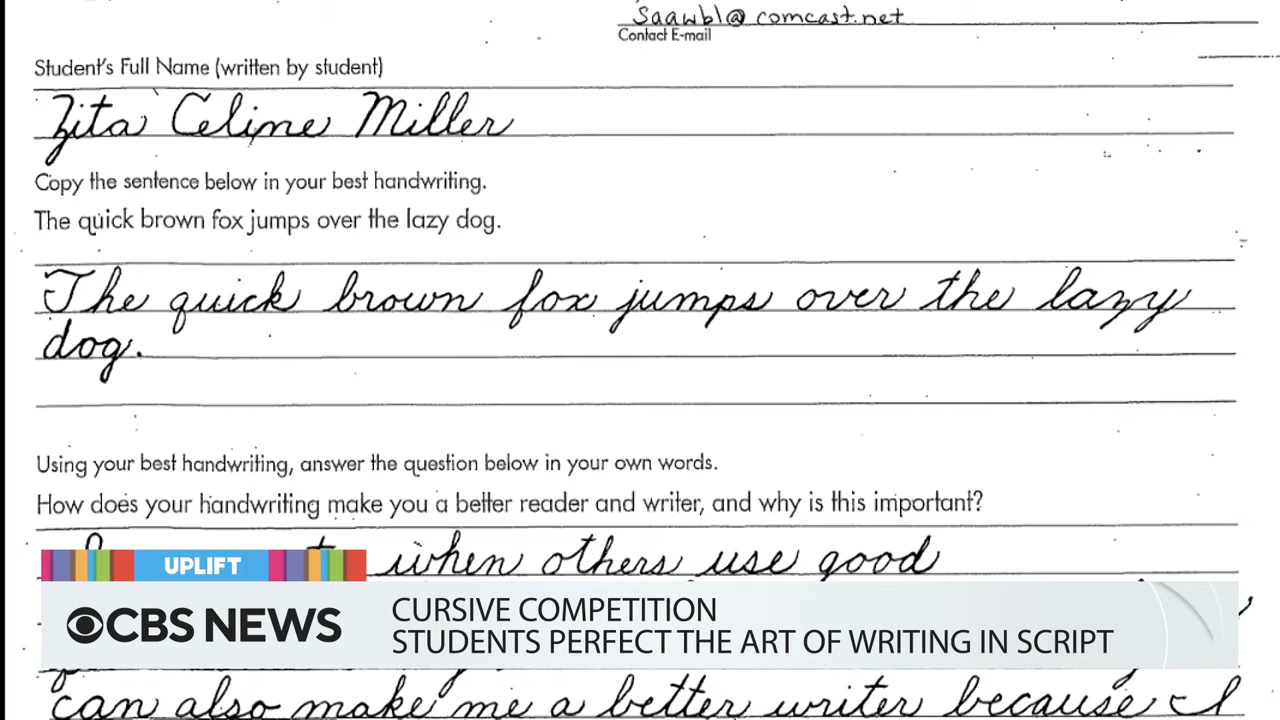 saawbl@comcast.net
Contact E-mail
Student's Full Name (written by student)
Zita Celine Miller
Copy the sentence below in your best handwriting.
The quick brown fox jumps over the lazy dog.
The quick brown fox jumps over the lazy
dog.
Using your best handwriting, answer the question below in your own words.
How does your handwriting make you a better reader and writer, and why is this important?
when others use good
UPLIFT
CBS NEWS
CURSIVE COMPETITION
STUDENTS PERFECT THE ART OF WRITING IN SCRIPT
can also make me a better writer because I